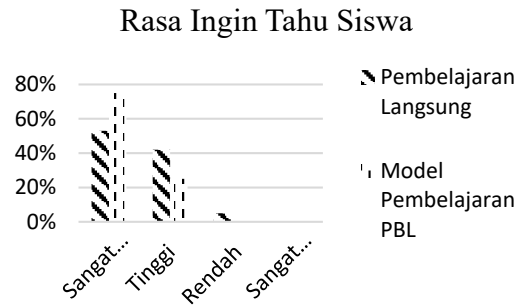 Rasa Ingin Tahu Siswa
80%
60%
40%
20%
0%
Sangat...
Tinggi
Rendah
Sangat...
Pembelajaran
Langsung
Model
Pembelajaran
PBL